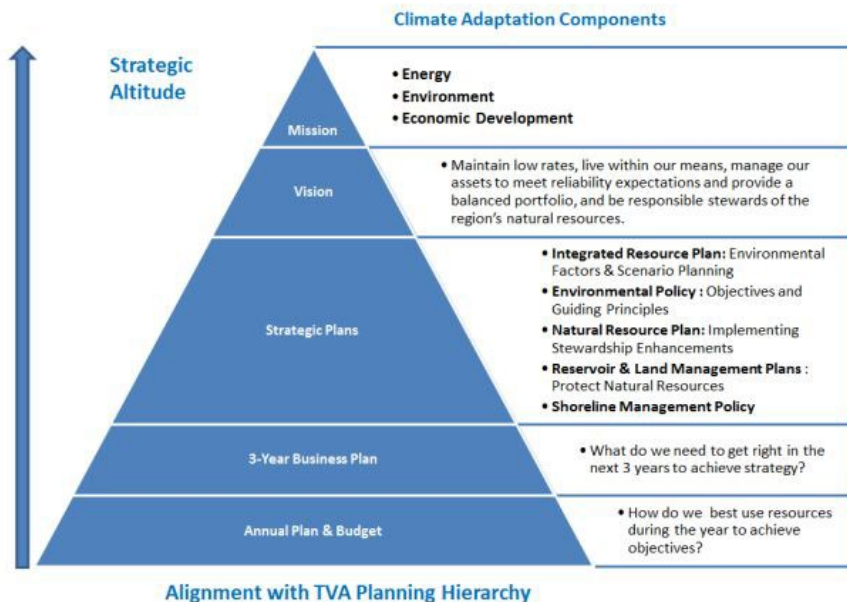 Climate Adaptation Components
Strategic
Altitude
Mission
• Energy
• Environment
• Economic Development
Vision
• Maintain low rates, live within our means, manage our
assets to meet reliability expectations and provide a
balanced portfolio, and be responsible stewards of the
region's natural resources.
Strategic Plans
• Integrated Resource Plan: Environmental
Factors & Scenario Planning
• Environmental Policy : Objectives and
Guiding Principles
• Natural Resource Plan: Implementing
Stewardship Enhancements
• Reservoir & Land Management Plans :
Protect Natural Resources
• Shoreline Management Policy
3-Year Business Plan
• What do we need to get right in the
next 3 years to achieve strategy?
Annual Plan & Budget
• How do we best use resources
during the year to achieve
objectives?
Alignment with TVA Planning Hierarchy